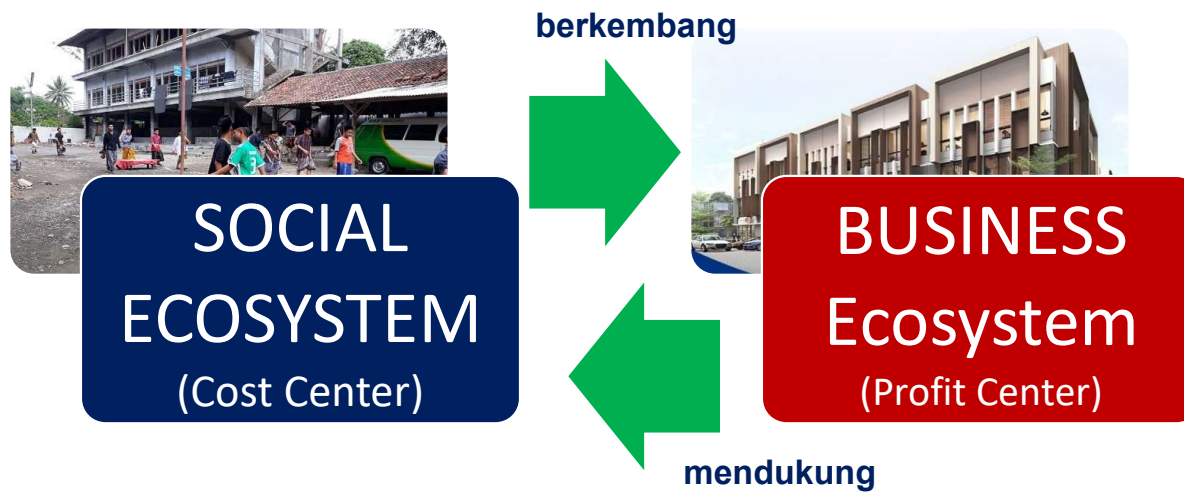 berkembang
SOCIAL
ECOSYSTEM
(Cost Center)
BUSINESS
Ecosystem
(Profit Center)
mendukung